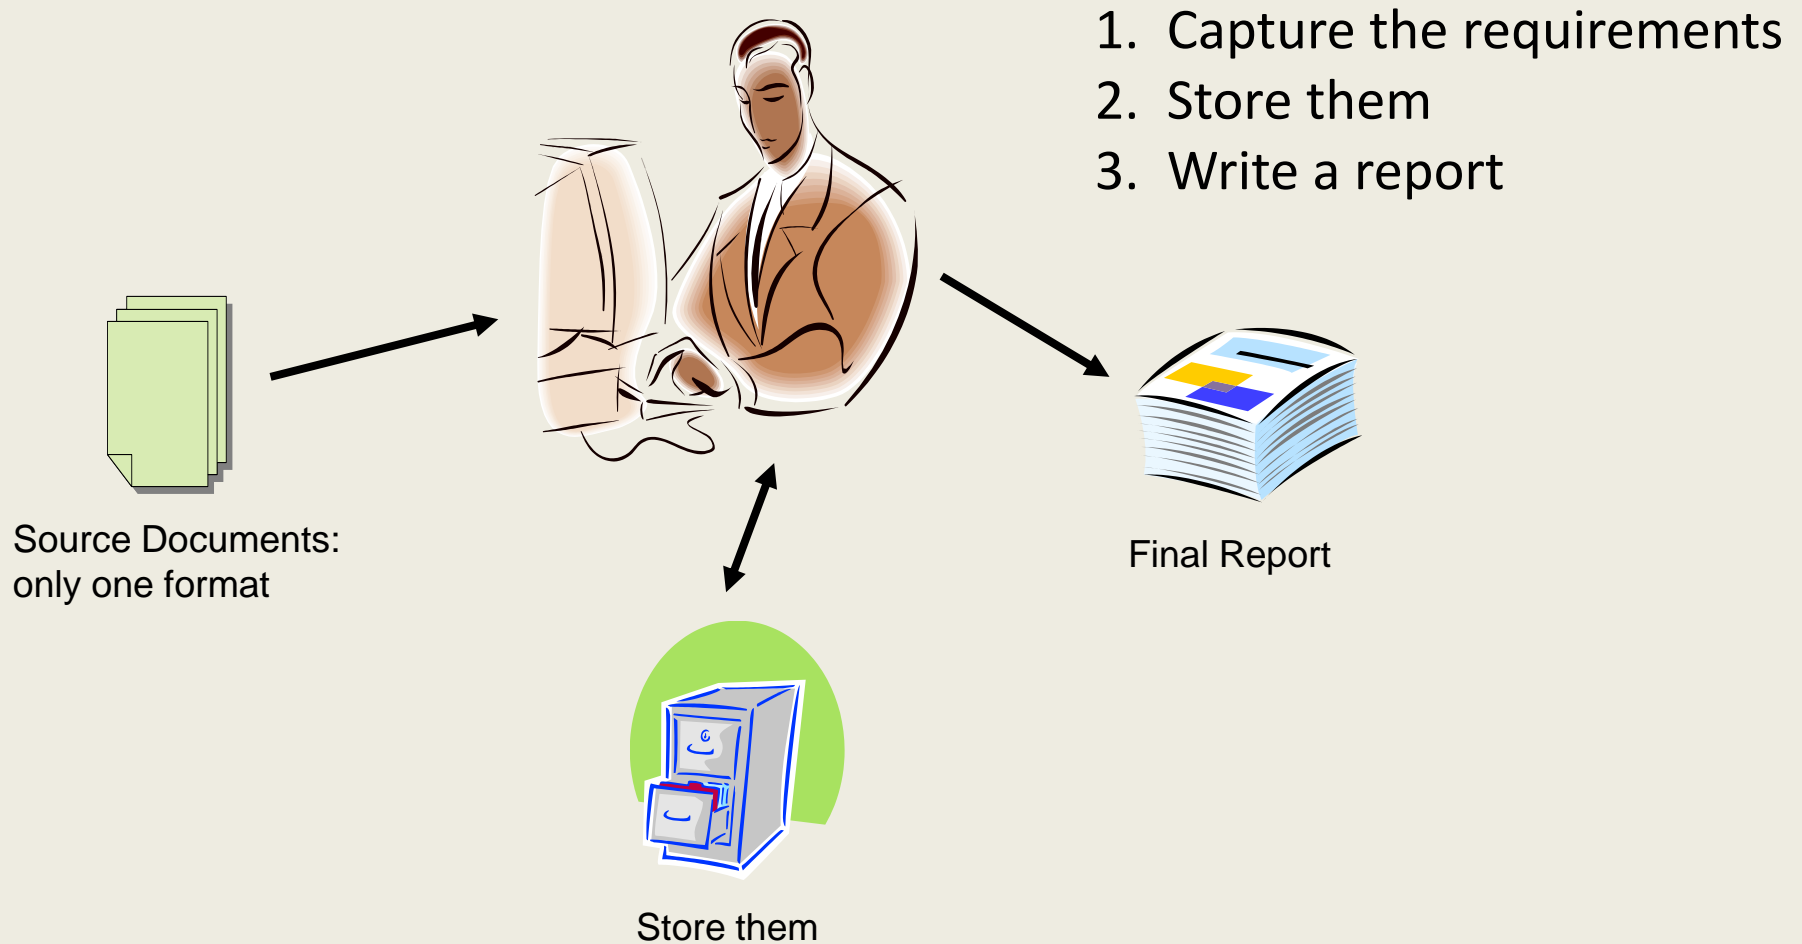 1. Capture the requirements
2. Store them
3. Write a report
Source Documents:
only one format
Final Report
Store them